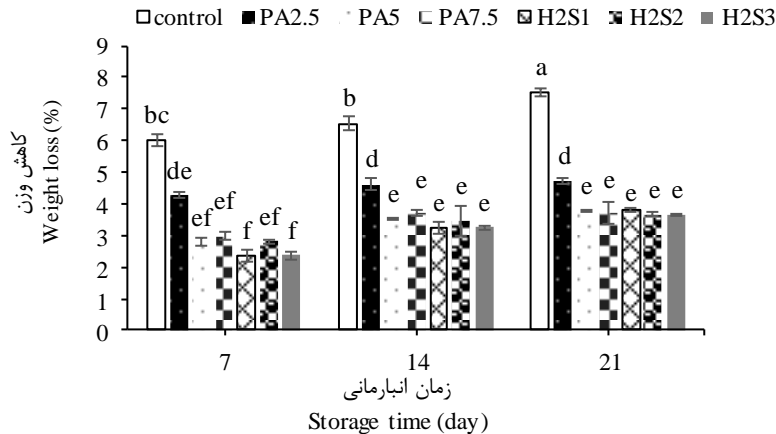 control PA2.5 PA5 PA7.5 H2S1 H2S2 H2S3
9
8
7
6
5
4
3
2
1
0
کاهش وزن
Weight loss (%)
bc de ef ef f ef f
b d e e e e e
a d e e e e e
7 14 21
زمان انبارمانی
Storage time (day)